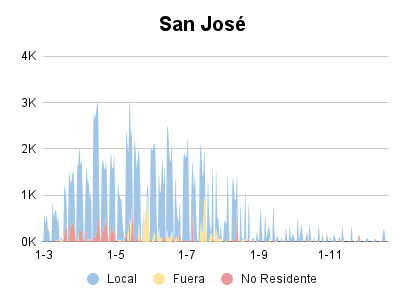 San José
4K
3K
2K
1K
0K
1-3 1-5 1-7 1-9 1-11
Local Fuera No Residente